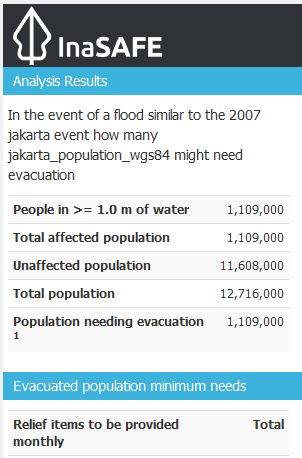 InaSAFE
Analysis Results
In the event of a flood similar to the 2007
jakarta event how many
jakarta_population_wgs84 might need
evacuation
People in >= 1.0 m of water 1,109,000
Total affected population 1,109,000
Unaffected population 11,608,000
Total population 12,716,000
Population needing evacuation 1,109,000
1
Evacuated population minimum needs
Relief items to be provided Total
monthly